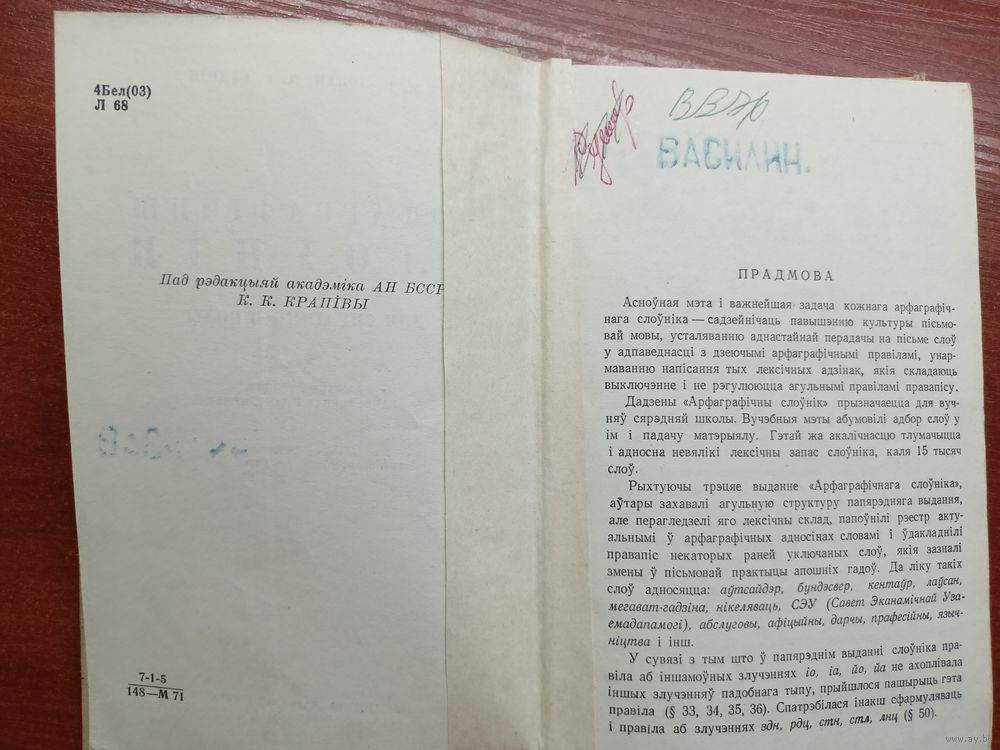 4Бел(03)
Л 68
Пад рэдакцыяй акадэміка АН БССР
К. К. КРАПІВЫ
7-1-5
148—М 71
ВАСИЛИН.
ПРАДМОВА
Асноўная мэта і важнейшая задача кожнага арфаграфіч-
нага слоўніка — садзейнічаць павышэнню культуры пісьмо-
вай мовы, усталяванню аднастайнай перадачы на пісьме слоў
у адпаведнасці з дзеючымі арфаграфічнымі правіламі, унар-
маванню напісання тых лексічных адзінак, якія складаюць
выключэнне і не рэгулююцца агульнымі правіламі правапісу.
Дадзены «Арфаграфічны слоўнік» прызначаецца для вуч-
няў сярэдняй школы. Вучэбныя мэты абумовілі адбор слоў у
ім і падачу матэрыялу. Гэтай жа акалічнасцю тлумачыцца
і адносна невялікі лексічны запас слоўніка, каля 15 тысяч
слоў.
Рыхтуючы трэцяе выданне «Арфаграфічнага слоўніка»,
аўтары захавалі агульную структуру папярэдняга выдання,
але перагледзелі яго лексічны склад, папоўнілі рэестр акту-
альнымі ў арфаграфічных адносінах словамі і ўдакладнілі
правапіс некаторых раней уключаных слоў, якія зазналі
змены ў пісьмовай практыцы апошніх гадоў. Да ліку такіх
слоў адносяцца: аўтсайдэр, бундэсвер, кентаўр, лаўсан,
мегават-гадзіна, нікеляваць, СЭУ (Савет Эканамічнай Уза-
емадапамогі), абслуговы, афіцыйны, дарчы, прафесійны, языч-
ніцтва і інш.
У сувязі з тым што ў папярэднім выданні слоўніка пра-
віла аб іншамоўных злучэннях іо, іа, йо, йа не ахоплівала
іншых злучэнняў падобнага тыпу, прыйшлося пашырыць гэта
правіла (§ 33, 34, 35, 36). Спатрэбілася інакш сфармуляваць
і правіла аб злучэннях здн, рдц, стн, стл, лнц (§ 50).
www.ay.by